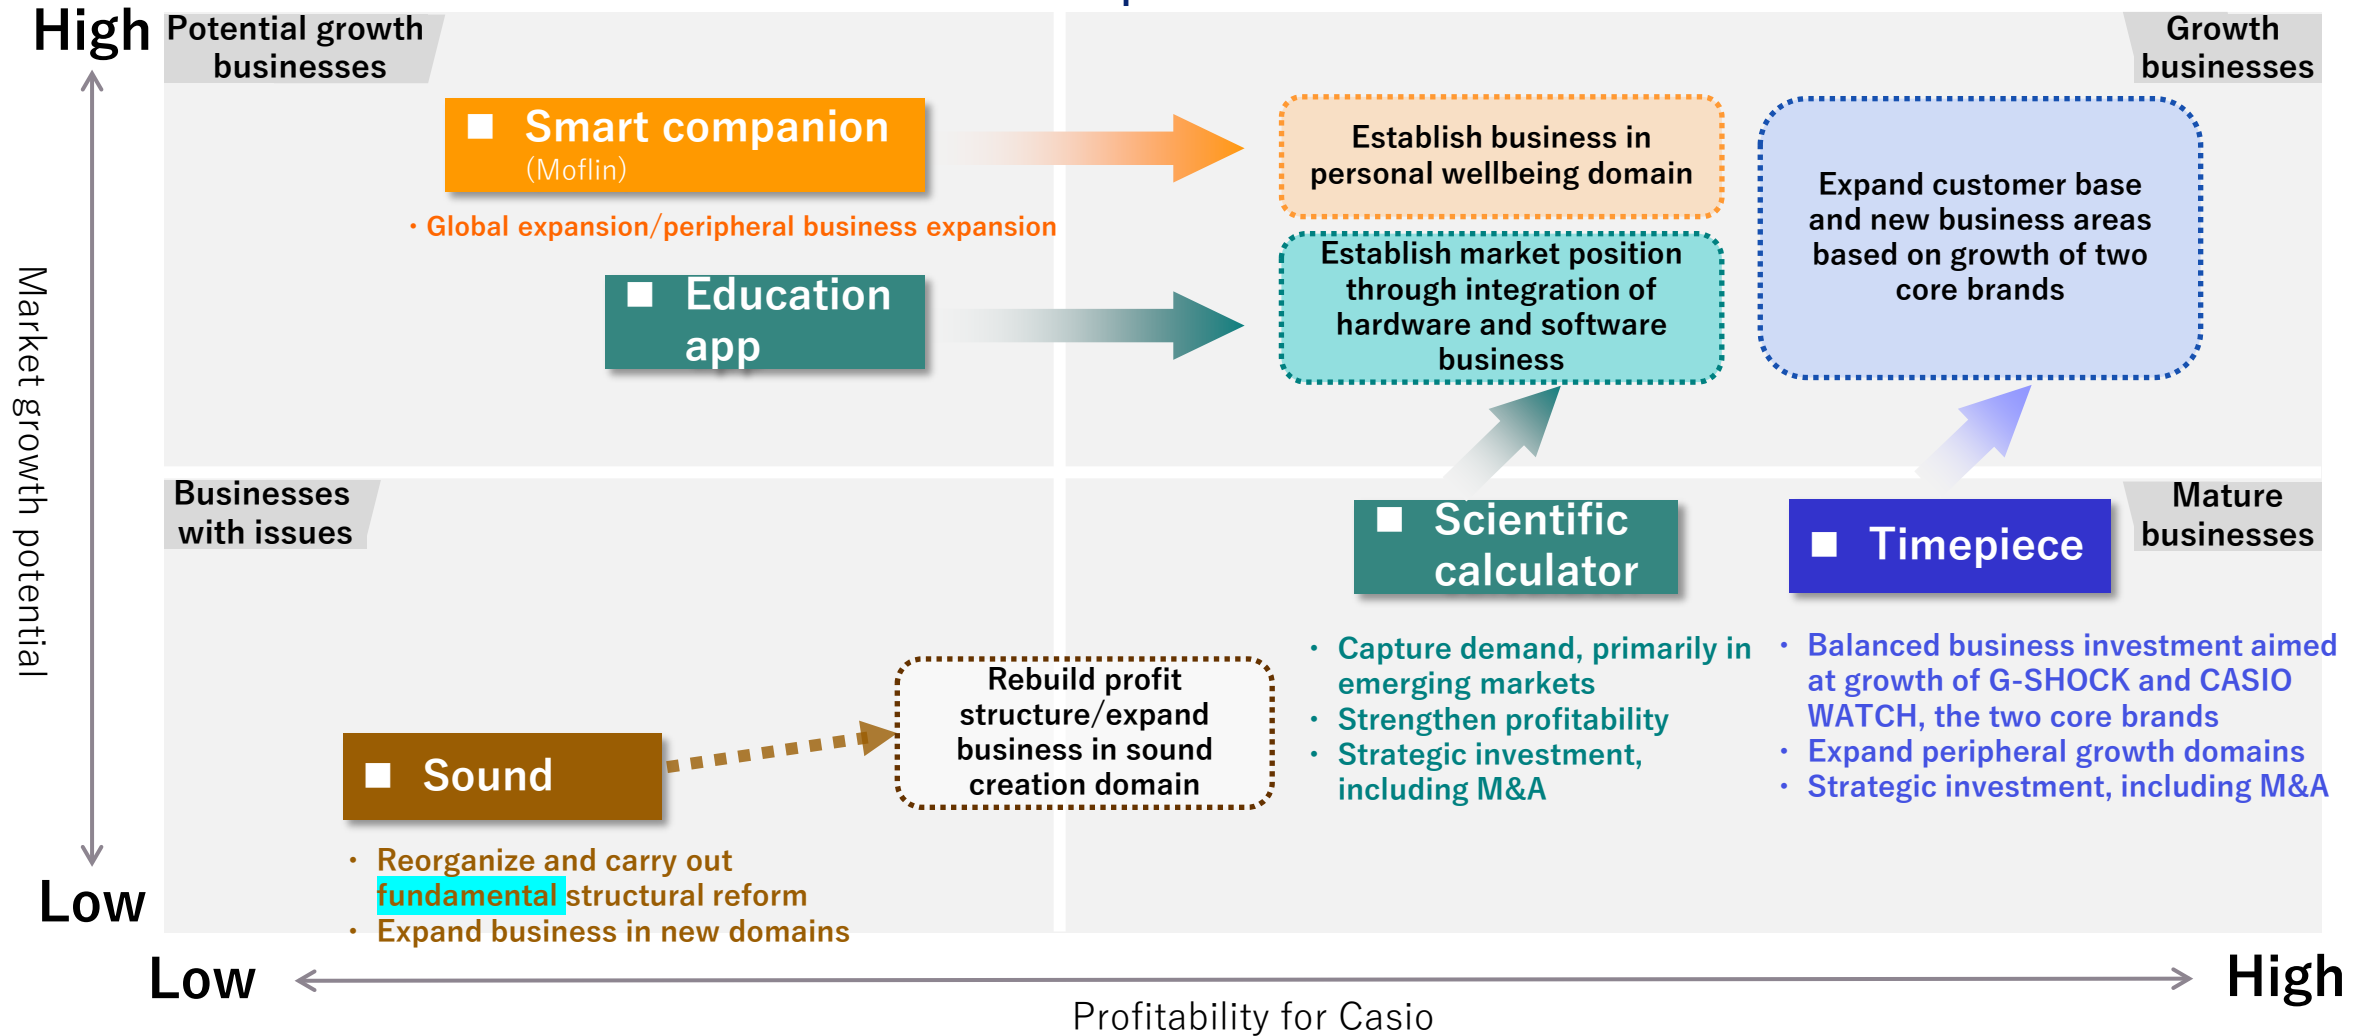 High
Potential growth
businesses
Growth
businesses
■ Smart companion
(Moflin)
・Global expansion/peripheral business expansion
Establish business in
personal wellbeing domain
Expand customer base
and new business areas
based on growth of two
core brands
■ Education
app
Establish market position
through integration of
hardware and software
business
Market growth potential
Businesses
with issues
Mature
businesses
■ Scientific
calculator
■ Timepiece
・ Capture demand, primarily in
emerging markets
・ Strengthen profitability
・ Strategic investment,
including M&A
・ Balanced business investment aimed
at growth of G-SHOCK and CASIO
WATCH, the two core brands
・ Expand peripheral growth domains
・ Strategic investment, including M&A
■ Sound
Rebuild profit
structure/expand
business in sound
creation domain
・ Reorganize and carry out
fundamental structural reform
・ Expand business in new domains
Low
Low
High
Profitability for Casio